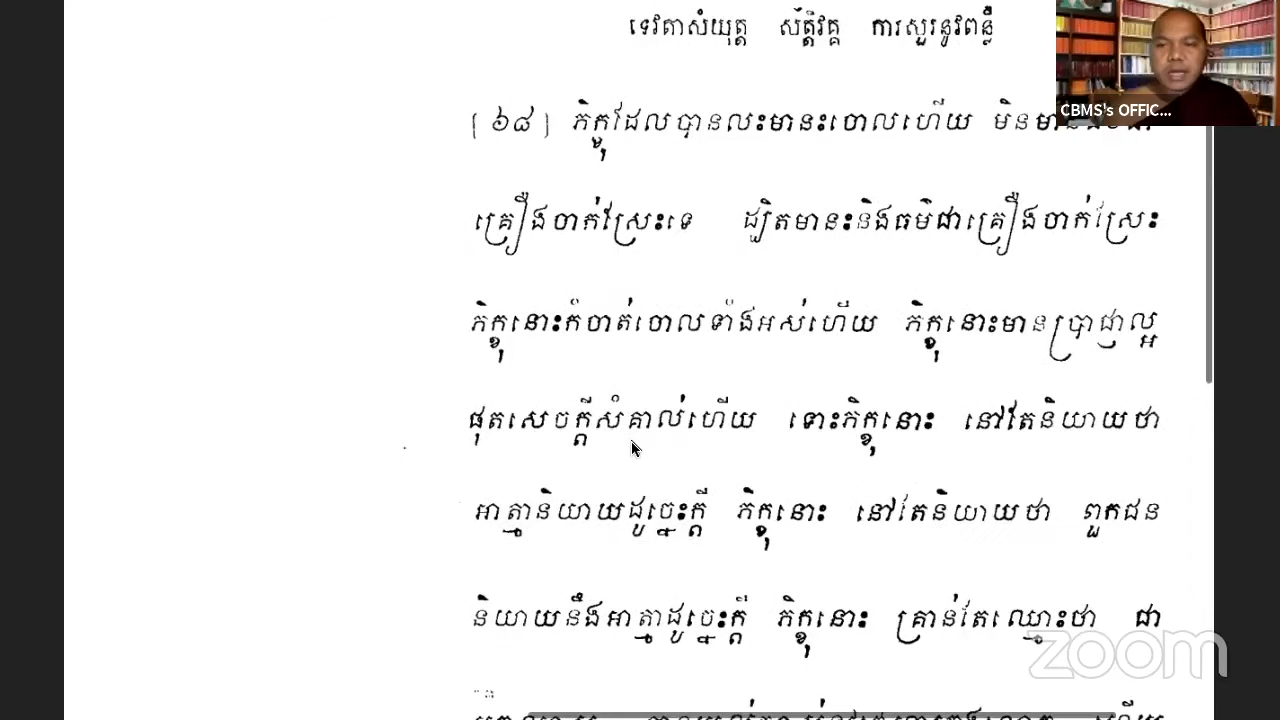 ទេវតាសំយុត្ត សត្តិវគ្គ ការសួរនូវពន្លឺ
CBMS's OFFIC...
[ ៦៨ ] ភិក្ខុដែលបានលះមានះចោលហើយ មិនមាន
គ្រឿងចាក់ស្រែះទេ ដ្បិតមានះនិងធម៌ជាគ្រឿងចាក់ស្រែះ
ភិក្ខុនោះកំចាត់ចោលទាំងអស់ហើយ ភិក្ខុនោះមានប្រាជ្ញាល្អ
ផុតសេចក្តីសំគាល់ហើយ ទោះភិក្ខុនោះ នៅតែនិយាយថា
អាត្មានិយាយដូច្នេះក្តី ភិក្ខុនោះ នៅតែនិយាយថា ពួកជន
និយាយនឹងអាត្មាដូច្នេះក្តី ភិក្ខុនោះ គ្រាន់តែឈ្មោះថា ជា
zoom